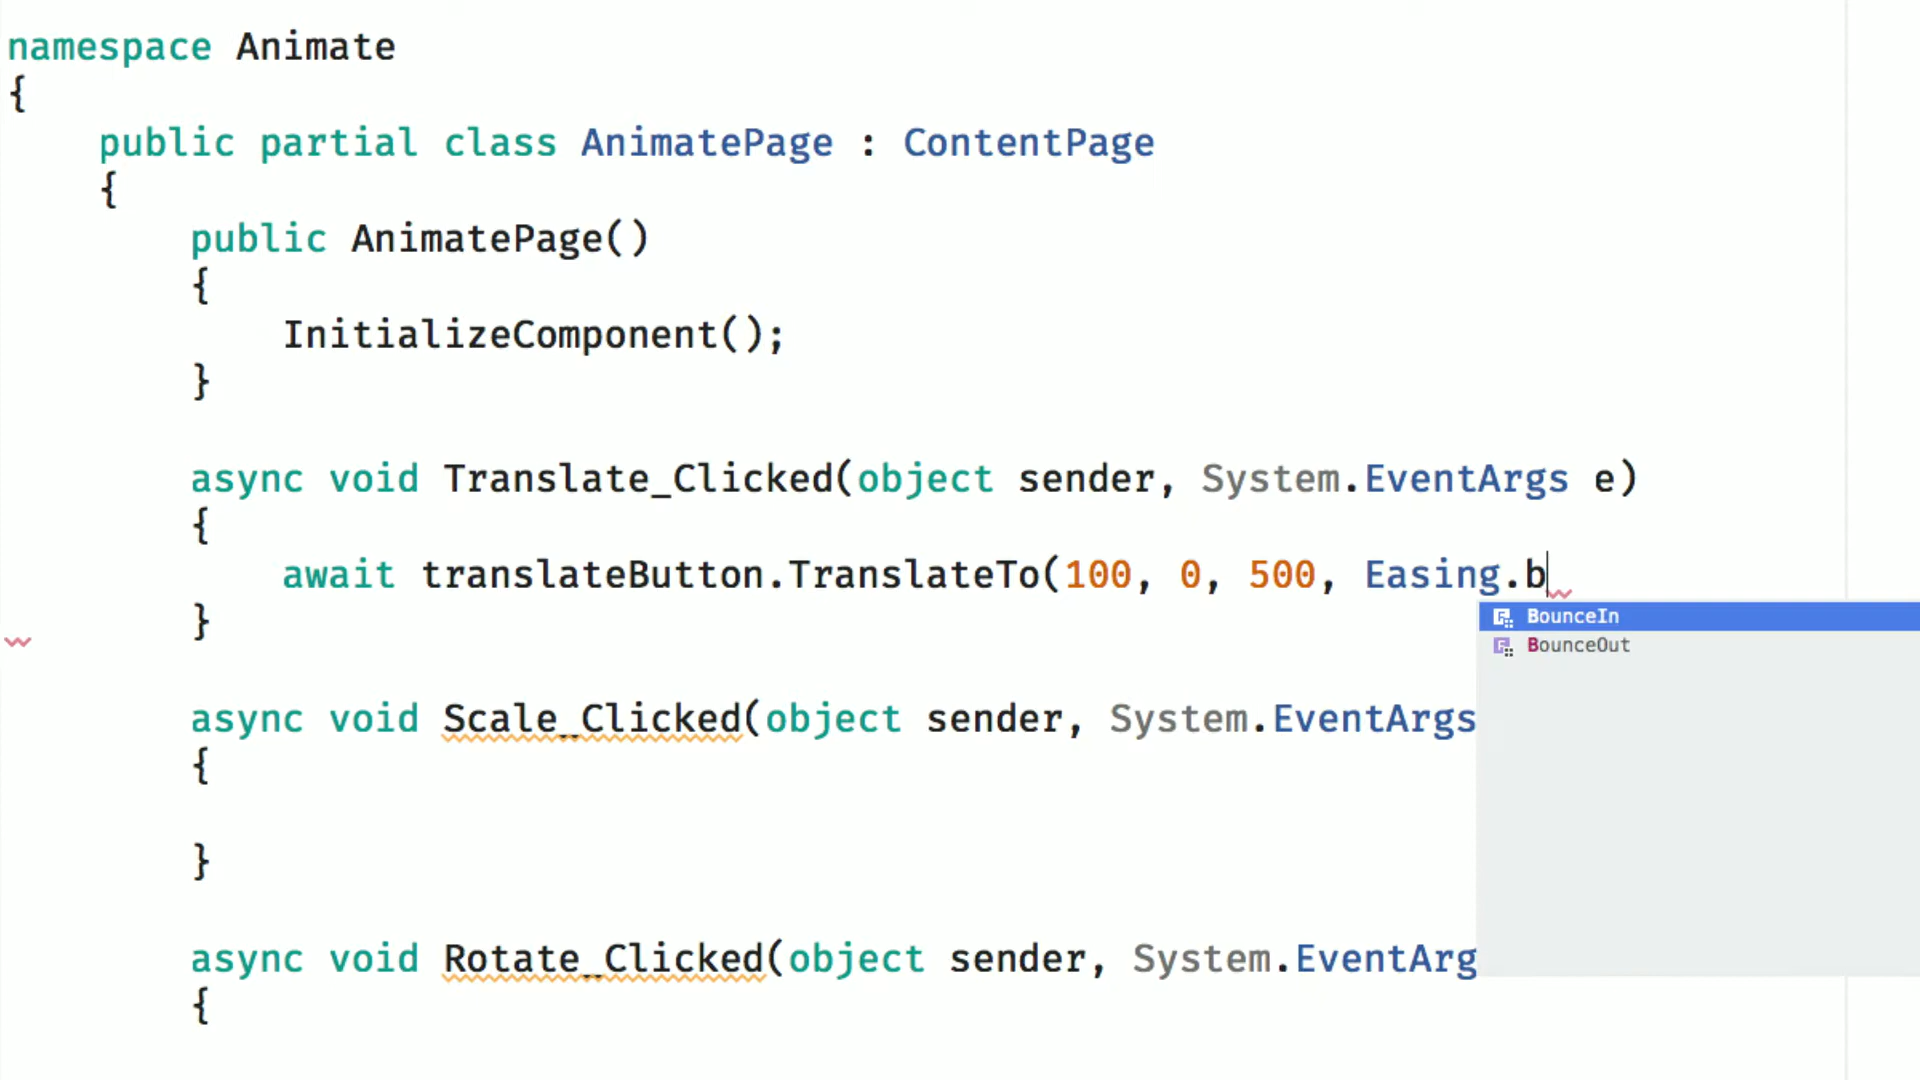 namespace Animate
{
public partial class AnimatePage : ContentPage
{
public AnimatePage()
{
InitializeComponent();
}
async void Translate_Clicked(object sender, System.EventArgs e)
{
await translateButton.TranslateTo(100, 0, 500, Easing.b
BounceIn
BounceOut
}
async void Scale_Clicked(object sender, System.EventArgs
{
}
async void Rotate_Clicked(object sender, System.EventArg
{